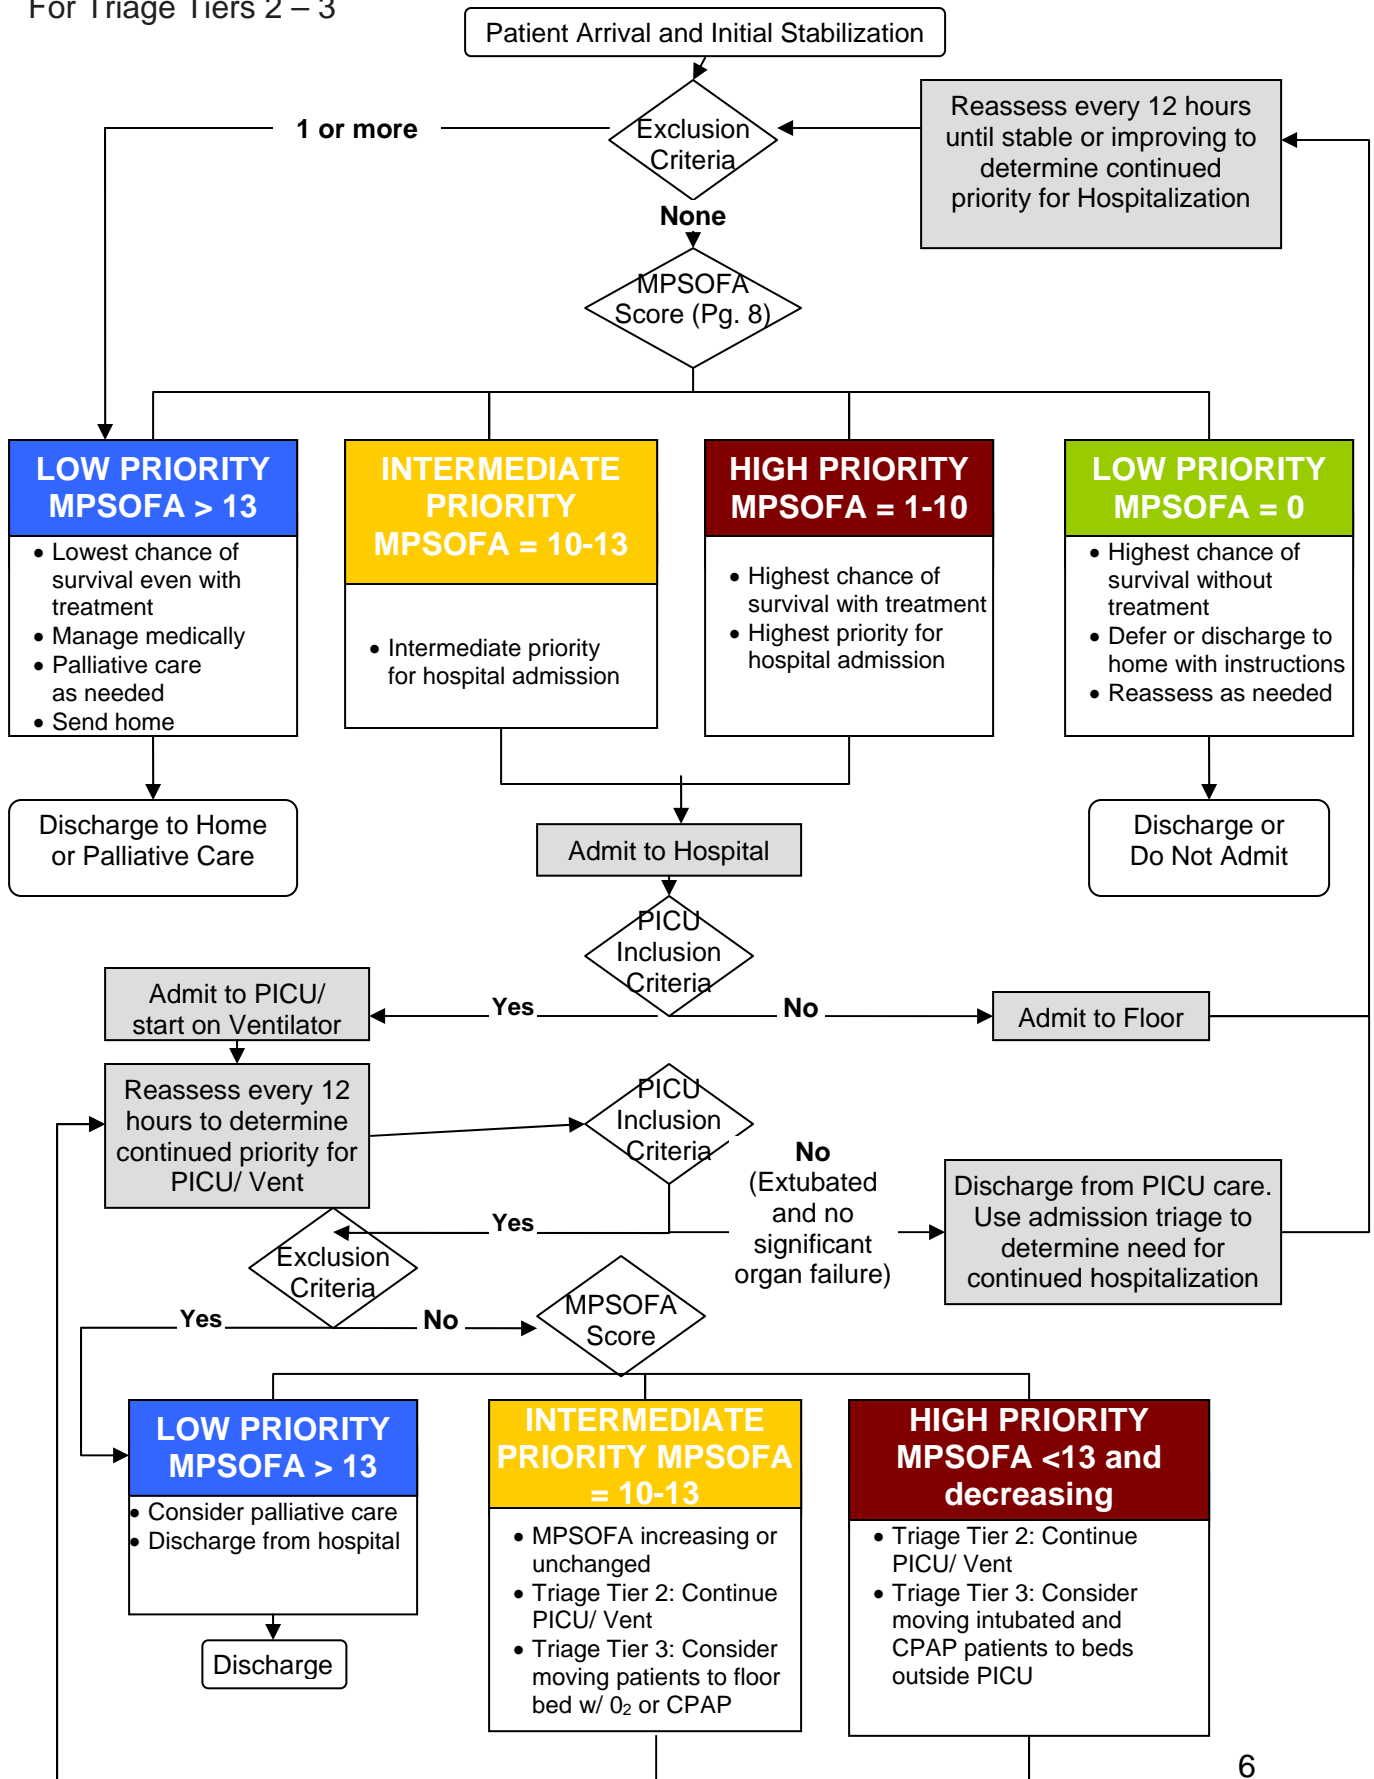 For Triage Tiers 2 – 3
Patient Arrival and Initial Stabilization
Reassess every 12 hours
until stable or improving to
determine continued
priority for Hospitalization
1 or more
Exclusion
Criteria
None
MPSOFA
Score (Pg. 8)
LOW PRIORITY
MPSOFA > 13
• Lowest chance of
survival even with
treatment
• Manage medically
• Palliative care
as needed
• Send home
INTERMEDIATE
PRIORITY
MPSOFA = 10-13
• Intermediate priority
for hospital admission
HIGH PRIORITY
MPSOFA = 1-10
• Highest chance of
survival with treatment
• Highest priority for
hospital admission
LOW PRIORITY
MPSOFA = 0
• Highest chance of
survival without
treatment
• Defer or discharge to
home with instructions
• Reassess as needed
Discharge to Home
or Palliative Care
Admit to Hospital
Discharge or
Do Not Admit
PICU
Inclusion
Criteria
Yes
No
Admit to PICU/
start on Ventilator
Admit to Floor
Reassess every 12
hours to determine
continued priority for
PICU/ Vent
PICU
Inclusion
Criteria
Yes
No
(Extubated
and no
significant
organ failure)
Discharge from PICU care.
Use admission triage to
determine need for
continued hospitalization
Exclusion
Criteria
Yes
No
MPSOFA
Score
LOW PRIORITY
MPSOFA > 13
• Consider palliative care
• Discharge from hospital
Discharge
INTERMEDIATE
PRIORITY MPSOFA
= 10-13
• MPSOFA increasing or
unchanged
• Triage Tier 2: Continue
PICU/ Vent
• Triage Tier 3: Consider
moving patients to floor
bed w/ 0₂ or CPAP
HIGH PRIORITY
MPSOFA <13 and
decreasing
• Triage Tier 2: Continue
PICU/ Vent
• Triage Tier 3: Consider
moving intubated and
CPAP patients to beds
outside PICU
6